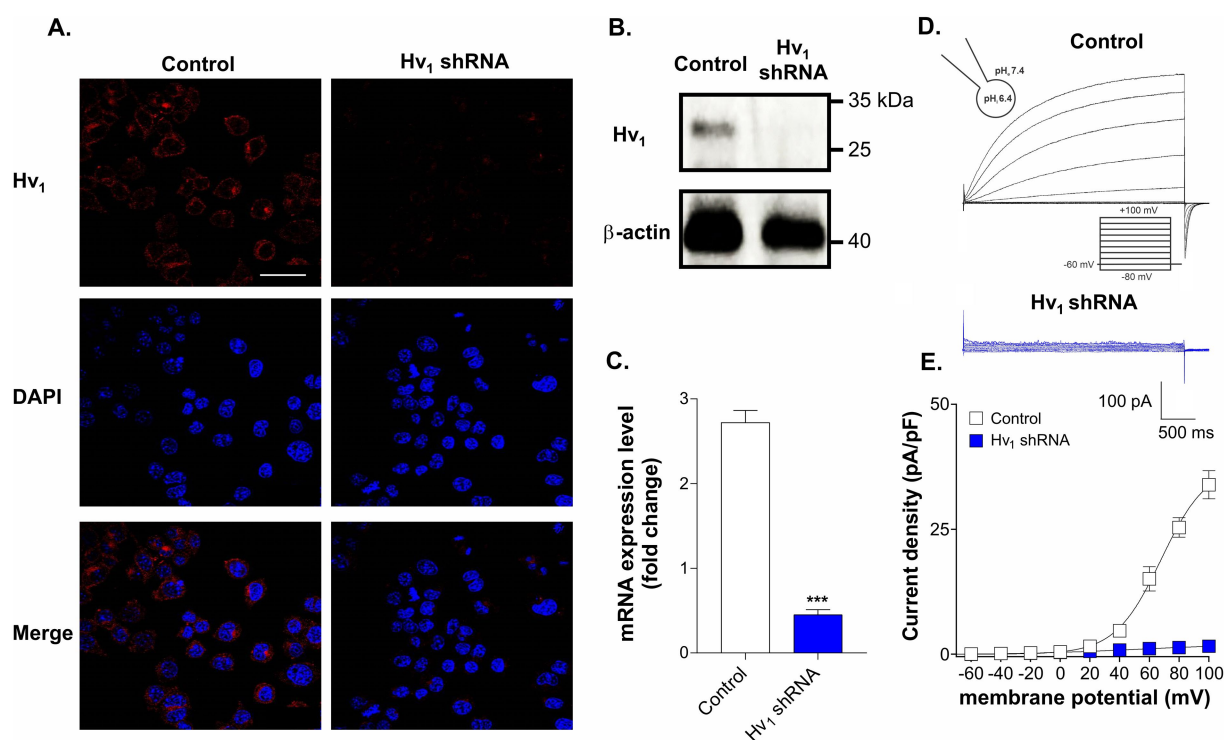 A.
Control
Hv₁ shRNA
Hv₁
DAPI
Merge
B.
Control
Hv₁
shRNA
Hv₁
35 kDa
25
β-actin
40
C.
mRNA expression level
(fold change)
3
2
1
0
***
Control
Hv₁ shRNA
D.
Control
pHₒ7.4
pHᵢ6.4
+100 mV
-60 mV
-80 mV
Hv₁ shRNA
100 pA
500 ms
E.
Control
Hv₁ shRNA
Current density (pA/pF)
50
25
0
-60 -40 -20 0 20 40 60 80 100
membrane potential (mV)